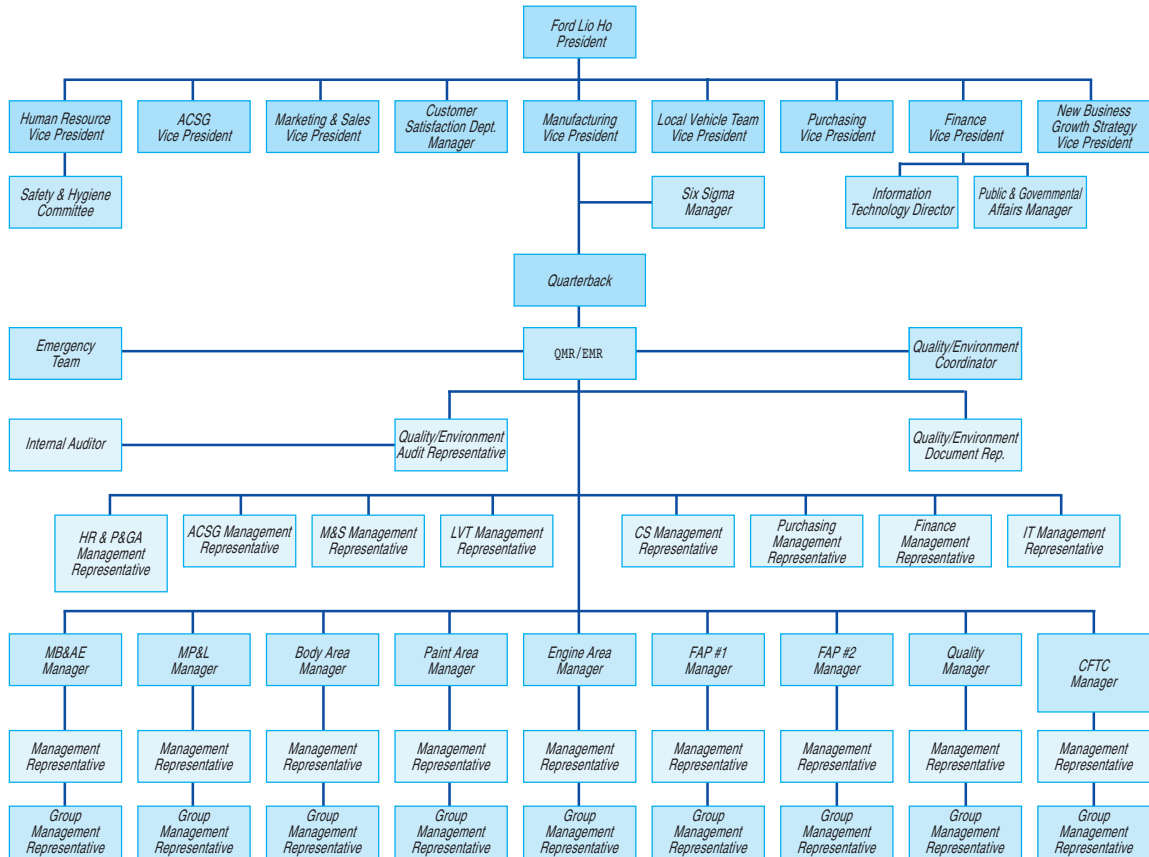 Ford Lio Ho
President
Human Resource
Vice President
ACSG
Vice President
Marketing & Sales
Vice President
Customer
Satisfaction Dept.
Manager
Manufacturing
Vice President
Local Vehicle Team
Vice President
Purchasing
Vice President
Finance
Vice President
New Business
Growth Strategy
Vice President
Safety & Hygiene
Committee
Six Sigma
Manager
Information
Technology Director
Public & Governmental
Affairs Manager
Quarterback
Emergency
Team
QMR/EMR
Quality/Environment
Coordinator
Internal Auditor
Quality/Environment
Audit Representative
Quality/Environment
Document Rep.
HR & P&GA
Management
Representative
ACSG Management
Representative
M&S Management
Representative
LVT Management
Representative
CS Management
Representative
Purchasing
Management
Representative
Finance
Management
Representative
IT Management
Representative
MB&AE
Manager
MP&L
Manager
Body Area
Manager
Paint Area
Manager
Engine Area
Manager
FAP #1
Manager
FAP #2
Manager
Quality
Manager
CFTC
Manager
Management
Representative
Management
Representative
Management
Representative
Management
Representative
Management
Representative
Management
Representative
Management
Representative
Management
Representative
Management
Representative
Group
Management
Representative
Group
Management
Representative
Group
Management
Representative
Group
Management
Representative
Group
Management
Representative
Group
Management
Representative
Group
Management
Representative
Group
Management
Representative
Group
Management
Representative